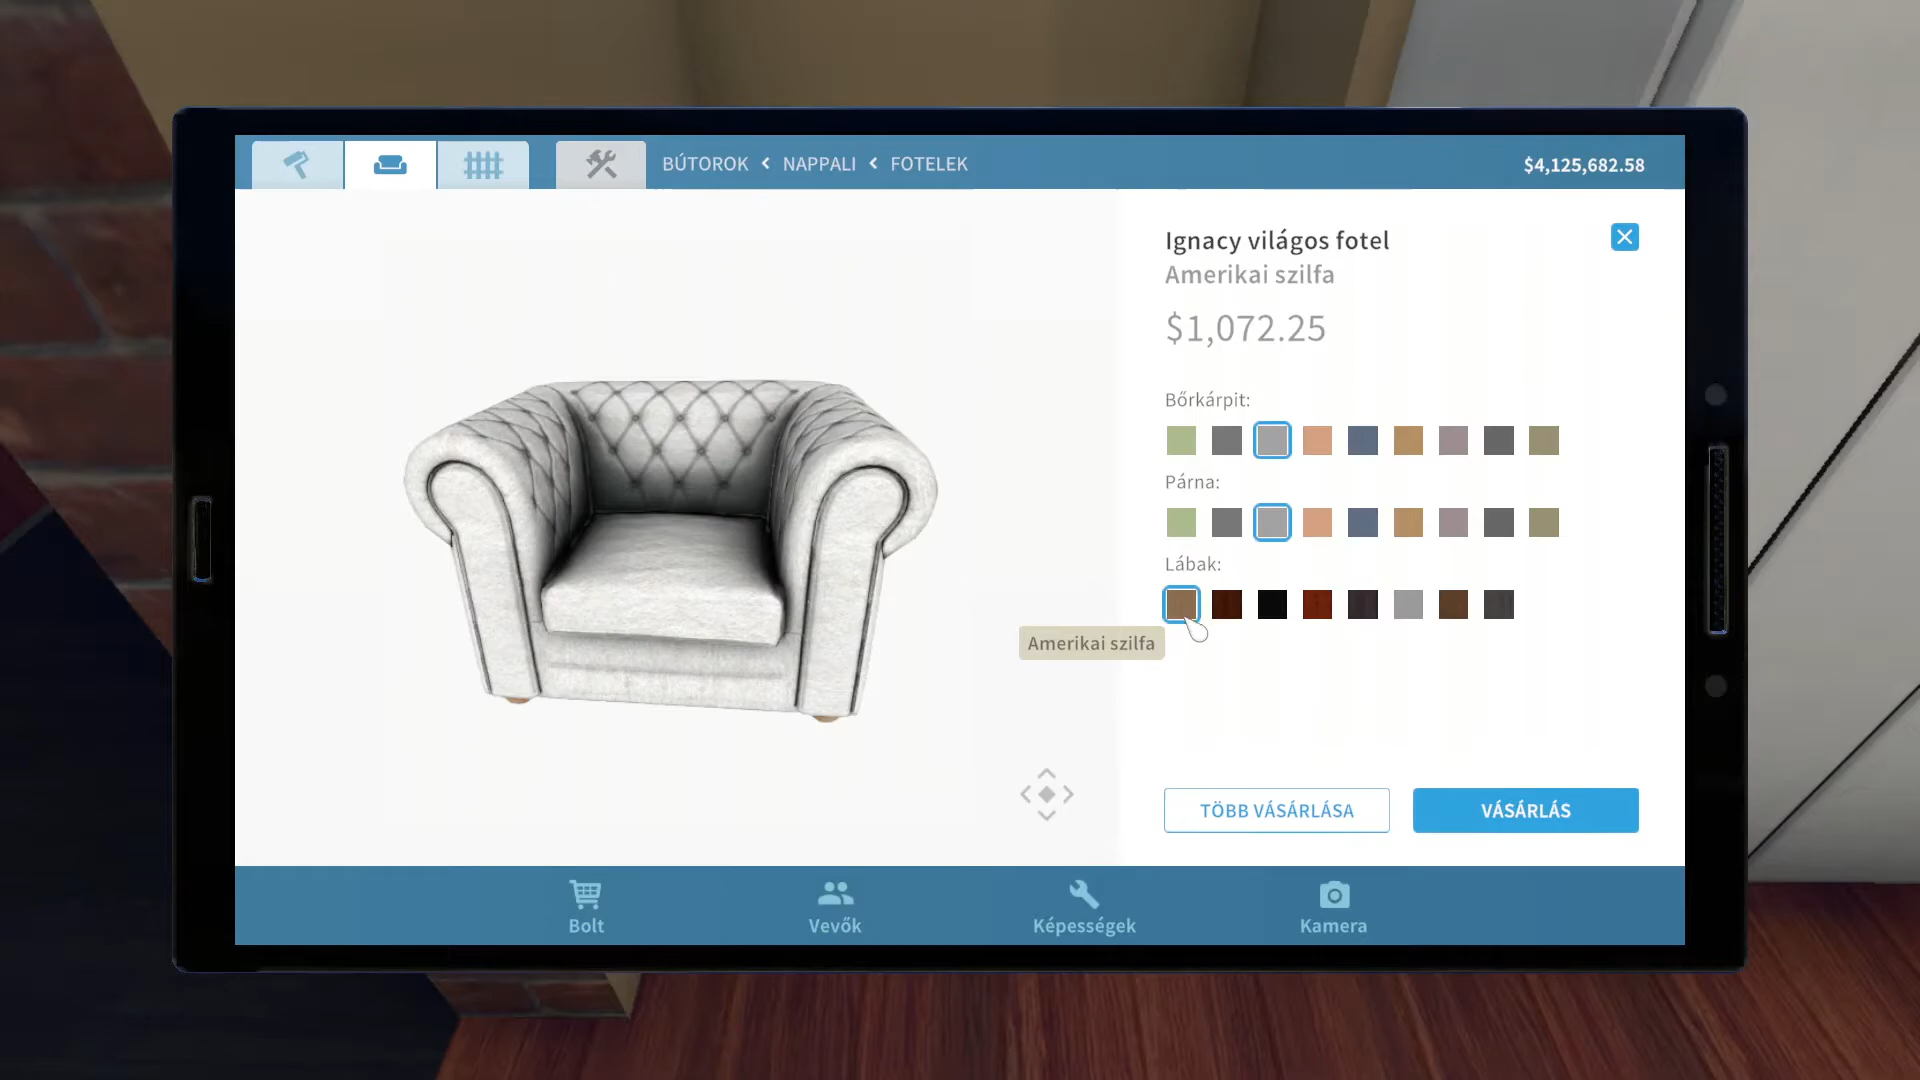 BÚTOROK < NAPPALI < FOTELEK
$4,125,682.58
Ignacy világos fotel
Amerikai szilfa
$1,072.25
Bőrkárpit:
Párna:
Lábak:
Amerikai szilfa
TÖBB VÁSÁRLÁSA
VÁSÁRLÁS
Bolt
Vevők
Képességek
Kamera